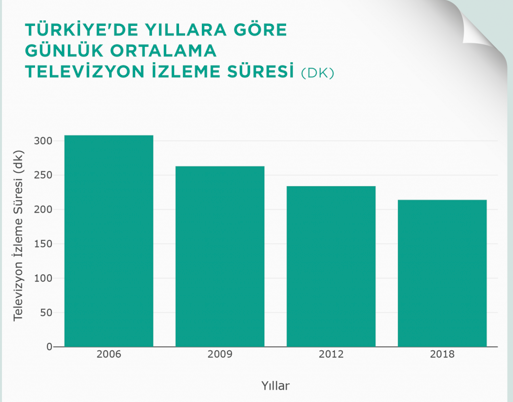 TÜRKİYE'DE YILLARA GÖRE
GÜNLÜK ORTALAMA
TELEVİZYON İZLEME SÜRESİ (DK)
Televizyon İzleme Süresi (dk)
300
250
200
150
100
50
0
2006 2009 2012 2018
Yıllar